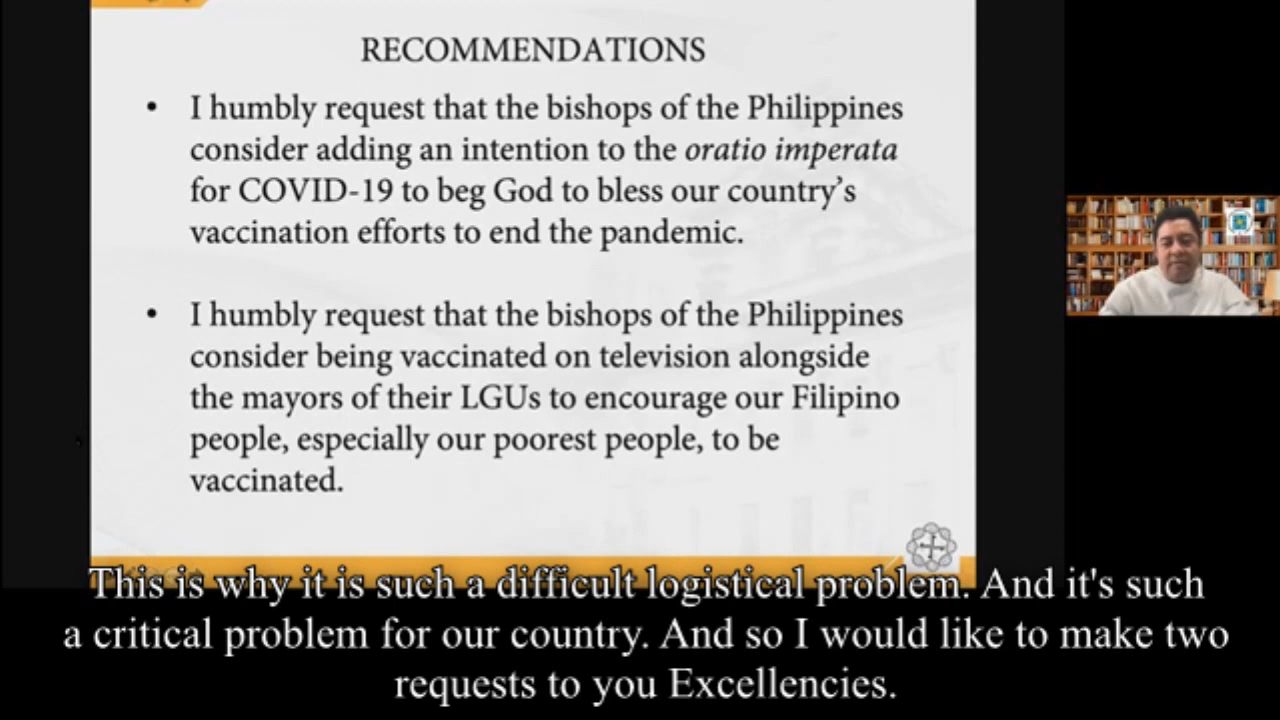 RECOMMENDATIONS
• I humbly request that the bishops of the Philippines
consider adding an intention to the oratio imperata
for COVID-19 to beg God to bless our country’s
vaccination efforts to end the pandemic.
• I humbly request that the bishops of the Philippines
consider being vaccinated on television alongside
the mayors of their LGUs to encourage our Filipino
people, especially our poorest people, to be
vaccinated.
This is why it is such a difficult logistical problem. And it's such
a critical problem for our country. And so I would like to make two
requests to you Excellencies.